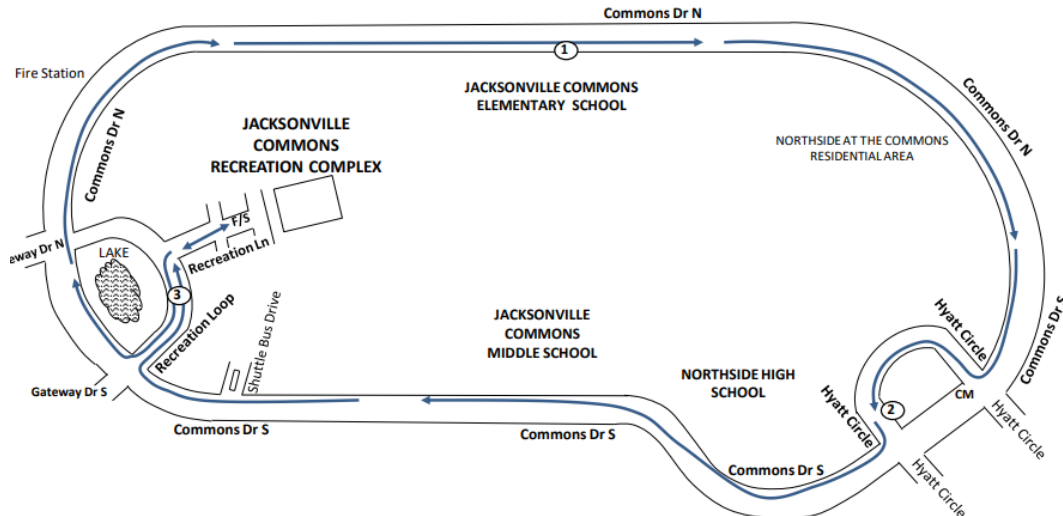 Commons Dr N
1
Fire Station
JACKSONVILLE COMMONS
ELEMENTARY SCHOOL
Commons Dr N
JACKSONVILLE
COMMONS
RECREATION COMPLEX
NORTHSIDE AT THE COMMONS
RESIDENTIAL AREA
Commons Dr N
F/S
eway Dr N
LAKE
Recreation Ln
3
Recreation Loop
Shuttle Bus Drive
JACKSONVILLE
COMMONS
MIDDLE SCHOOL
Hyatt Circle
Commons Dr S
NORTHSIDE HIGH
SCHOOL
Gateway Dr S
CM
2
Hyatt Circle
Hyatt Circle
Commons Dr S
Commons Dr S
Commons Dr S
Hyatt Circle